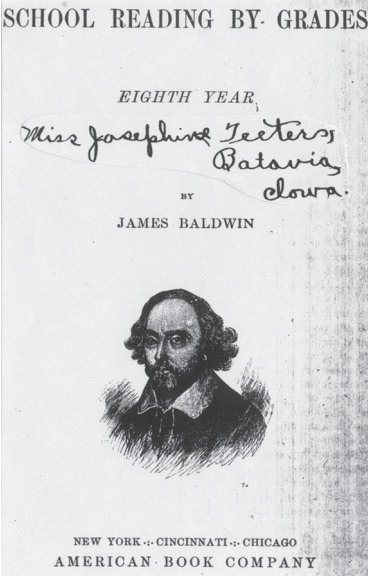 SCHOOL READING BY GRADES
EIGHTH YEAR
Miss Josephine Teeters,
Batavia,
Iowa.
BY
JAMES BALDWIN
NEW YORK ·:· CINCINNATI ·:· CHICAGO
AMERICAN BOOK COMPANY